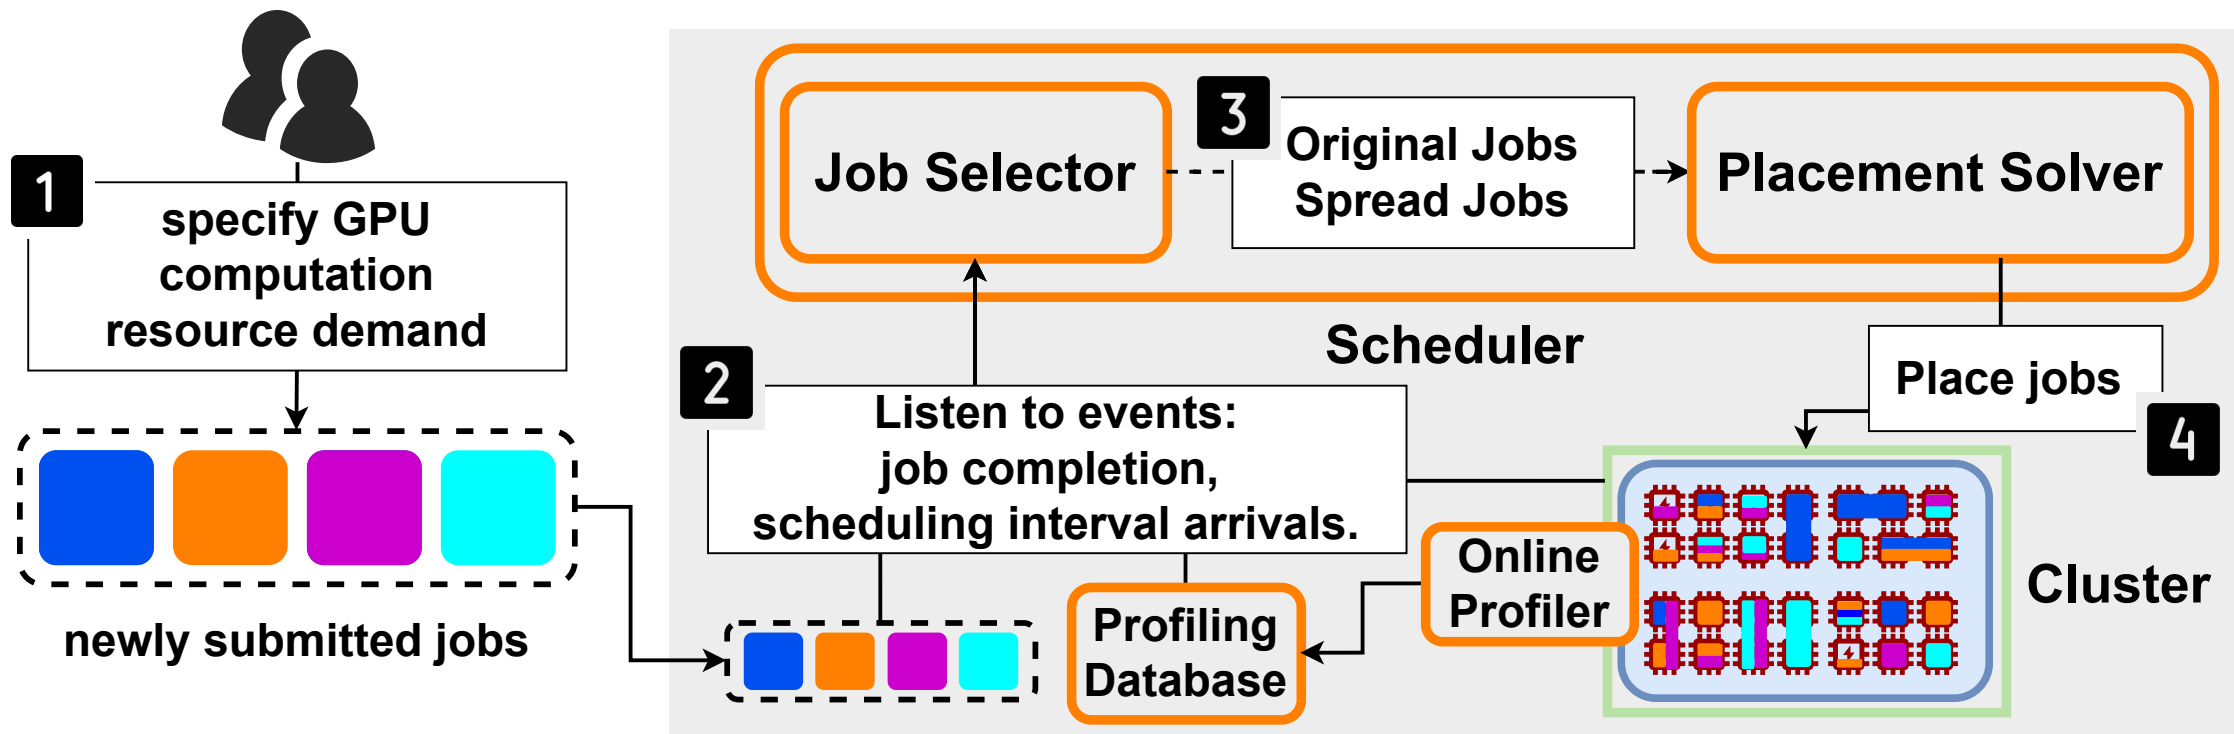 1
specify GPU
computation
resource demand
newly submitted jobs
Job Selector
3
Original Jobs
Spread Jobs
Placement Solver
Scheduler
2
Listen to events:
job completion,
scheduling interval arrivals.
Place jobs
4
Online
Profiler
Profiling
Database
Cluster